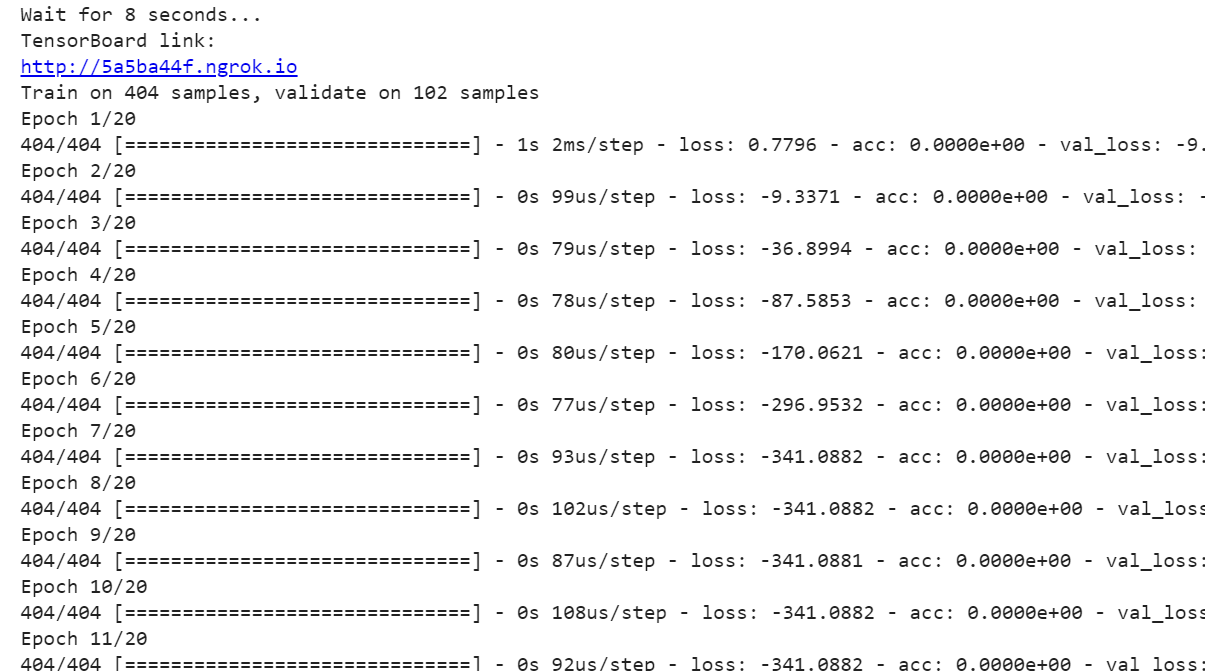 Wait for 8 seconds...
TensorBoard link:
http://5a5ba44f.ngrok.io
Train on 404 samples, validate on 102 samples
Epoch 1/20
404/404 [==============================] - 1s 2ms/step - loss: 0.7796 - acc: 0.0000e+00 - val_loss: -9.
Epoch 2/20
404/404 [==============================] - 0s 99us/step - loss: -9.3371 - acc: 0.0000e+00 - val_loss: -
Epoch 3/20
404/404 [==============================] - 0s 79us/step - loss: -36.8994 - acc: 0.0000e+00 - val_loss:
Epoch 4/20
404/404 [==============================] - 0s 78us/step - loss: -87.5853 - acc: 0.0000e+00 - val_loss:
Epoch 5/20
404/404 [==============================] - 0s 80us/step - loss: -170.0621 - acc: 0.0000e+00 - val_loss:
Epoch 6/20
404/404 [==============================] - 0s 77us/step - loss: -296.9532 - acc: 0.0000e+00 - val_loss:
Epoch 7/20
404/404 [==============================] - 0s 93us/step - loss: -341.0882 - acc: 0.0000e+00 - val_loss:
Epoch 8/20
404/404 [==============================] - 0s 102us/step - loss: -341.0882 - acc: 0.0000e+00 - val_loss
Epoch 9/20
404/404 [==============================] - 0s 87us/step - loss: -341.0881 - acc: 0.0000e+00 - val_loss:
Epoch 10/20
404/404 [==============================] - 0s 108us/step - loss: -341.0882 - acc: 0.0000e+00 - val_loss
Epoch 11/20
404/404 [==============================] - 0s 92us/step - loss: -341.0882 - acc: 0.0000e+00 - val_loss: